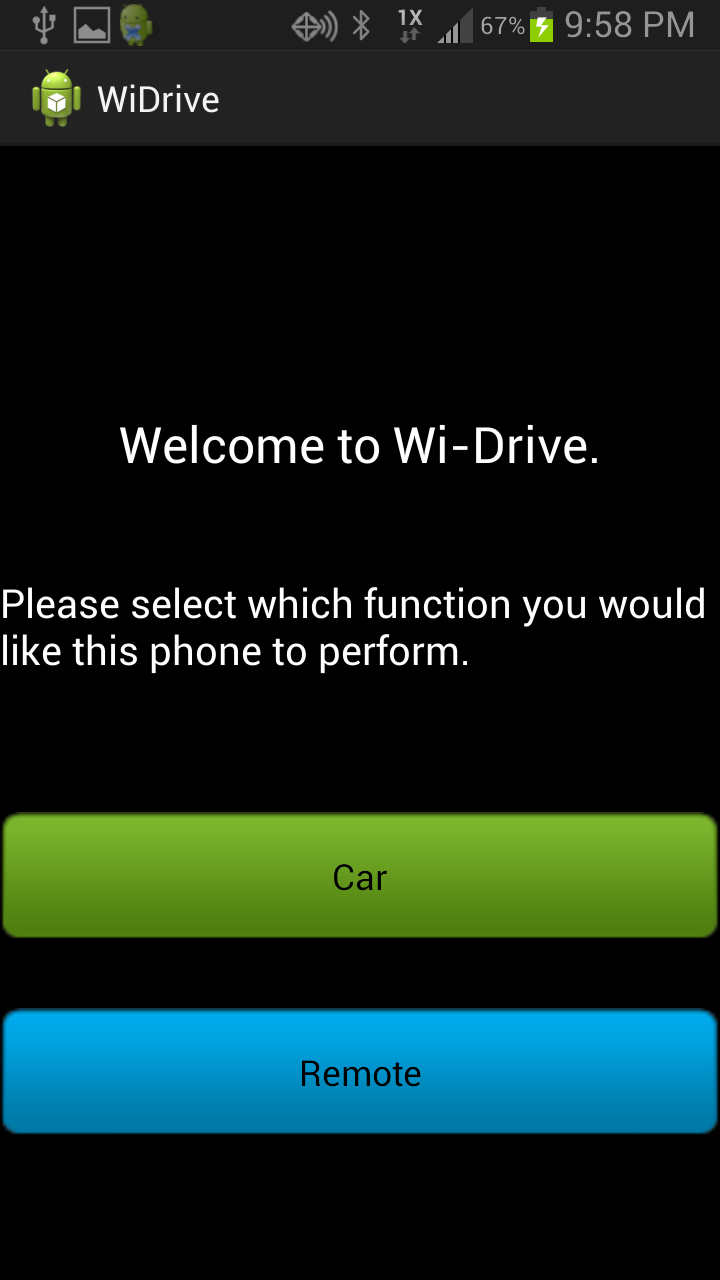 1X 67% 9:58 PM
WiDrive
Welcome to Wi-Drive.
Please select which function you would
like this phone to perform.
Car
Remote